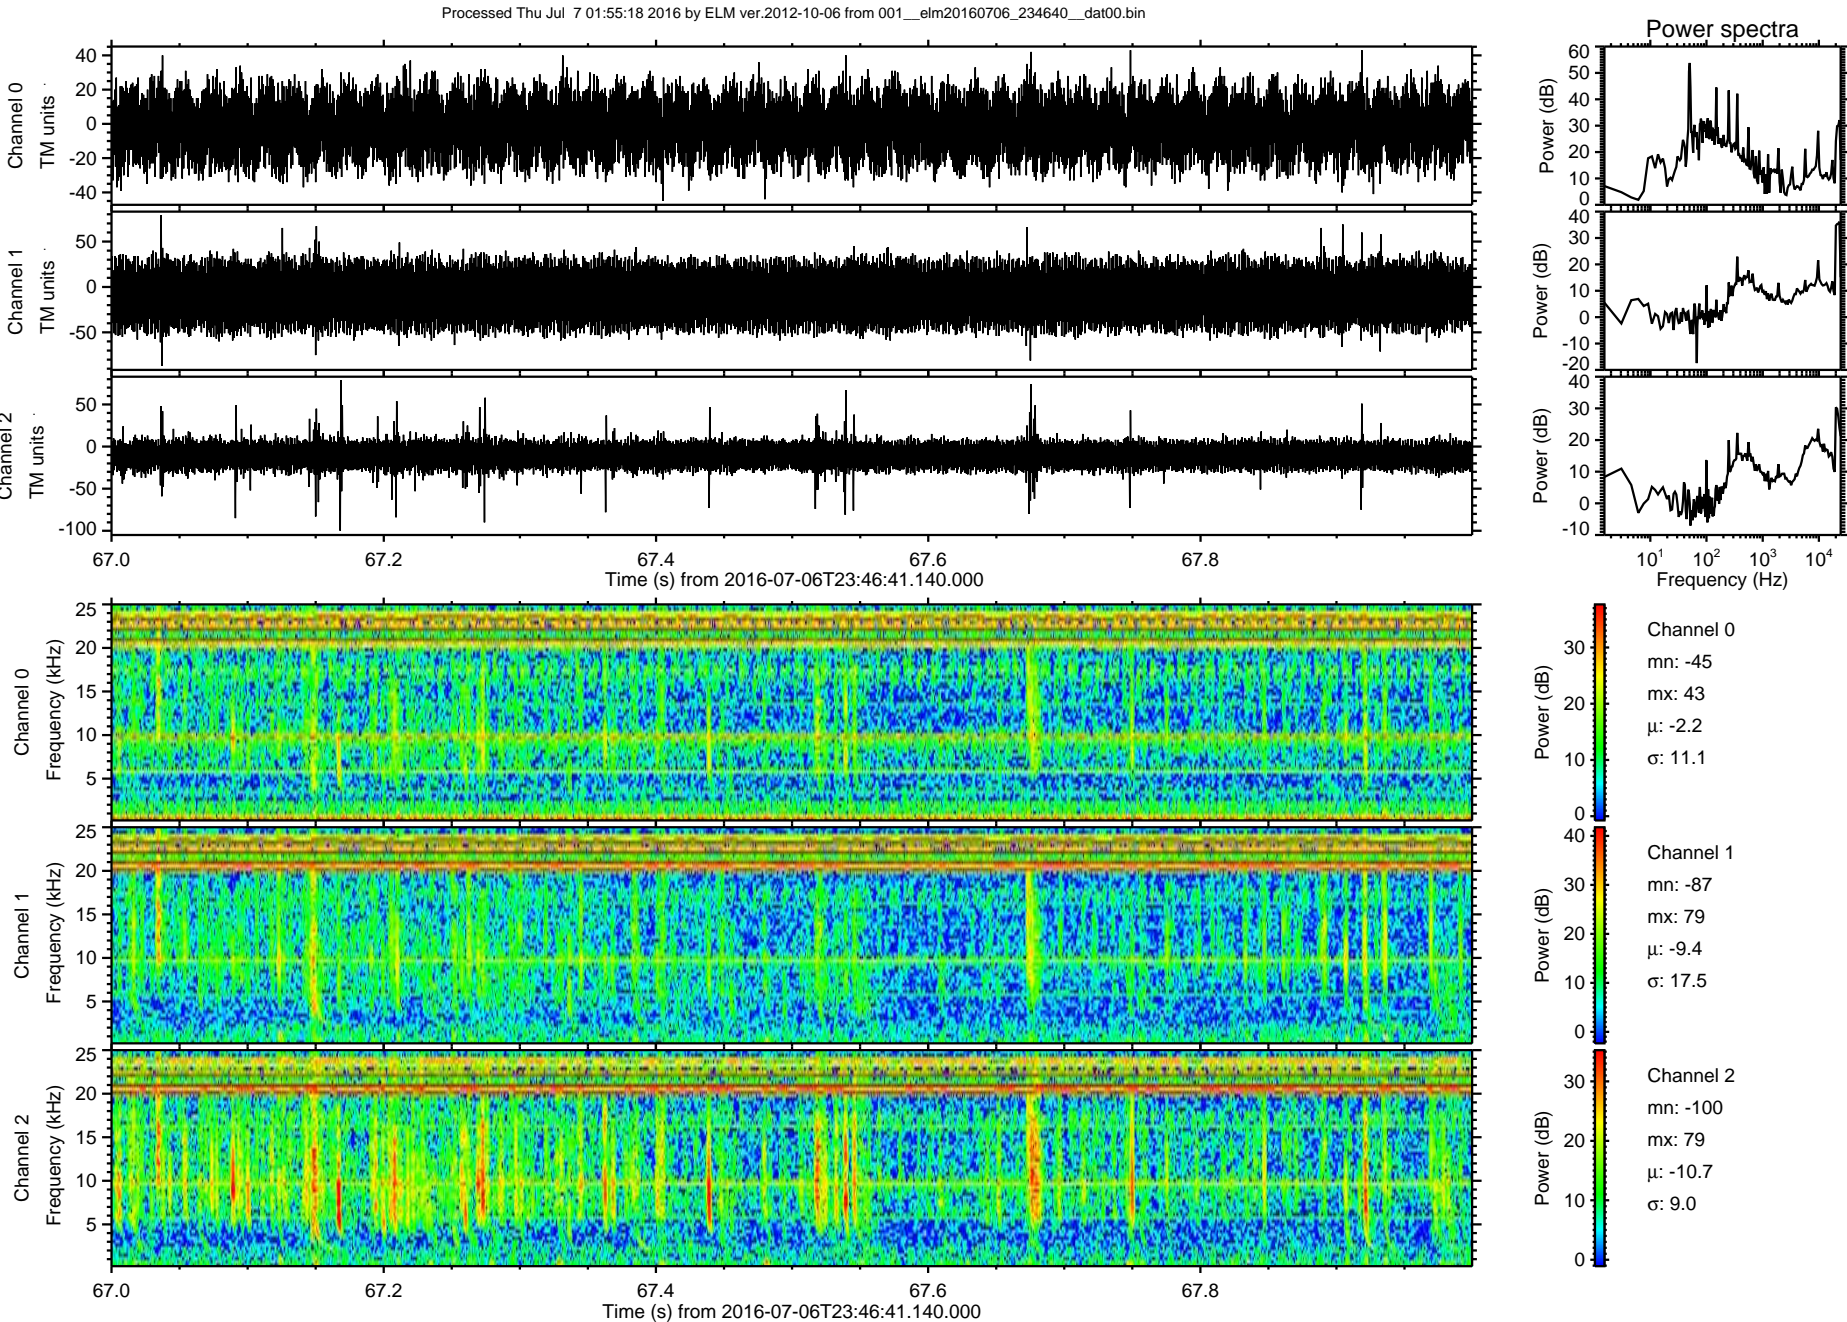 Processed Thu Jul  7 01:55:18 2016 by ELM ver.2012-10-06 from 001__elm20160706_234640__dat00.bin
Power spectra
Channel 0
TM units
40
20
0
-20
-40
Power (dB)
60
50
40
30
20
10
0
Channel 1
TM units
50
0
-50
Power (dB)
40
30
20
10
0
-10
-20
Channel 2
TM units
50
0
-50
-100
Power (dB)
40
30
20
10
0
-10
67.0 67.2 67.4 67.6 67.8
Time (s) from 2016-07-06T23:46:41.140.000
10¹ 10² 10³ 10⁴
Frequency (Hz)
Channel 0
Frequency (kHz)
25
20
15
10
5
Power (dB)
30
20
10
0
Channel 0
mn: -45
mx: 43
μ: -2.2
σ: 11.1
Channel 1
Frequency (kHz)
25
20
15
10
5
Power (dB)
40
30
20
10
0
Channel 1
mn: -87
mx: 79
μ: -9.4
σ: 17.5
Channel 2
Frequency (kHz)
25
20
15
10
5
Power (dB)
30
20
10
0
Channel 2
mn: -100
mx: 79
μ: -10.7
σ: 9.0
67.0 67.2 67.4 67.6 67.8
Time (s) from 2016-07-06T23:46:41.140.000